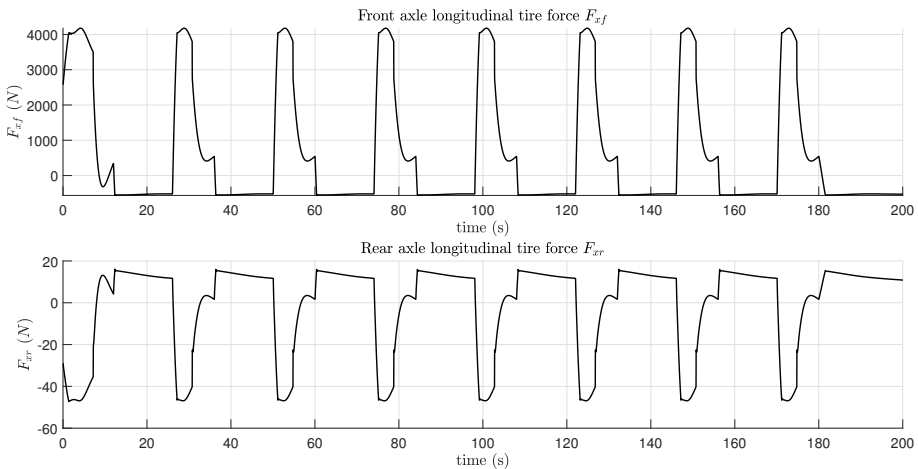 Front axle longitudinal tire force F_xf
4000
3000
2000
1000
0
F_xf (N)
0 20 40 60 80 100 120 140 160 180 200
time (s)
Rear axle longitudinal tire force F_xr
20
0
-20
-40
-60
F_xr (N)
0 20 40 60 80 100 120 140 160 180 200
time (s)